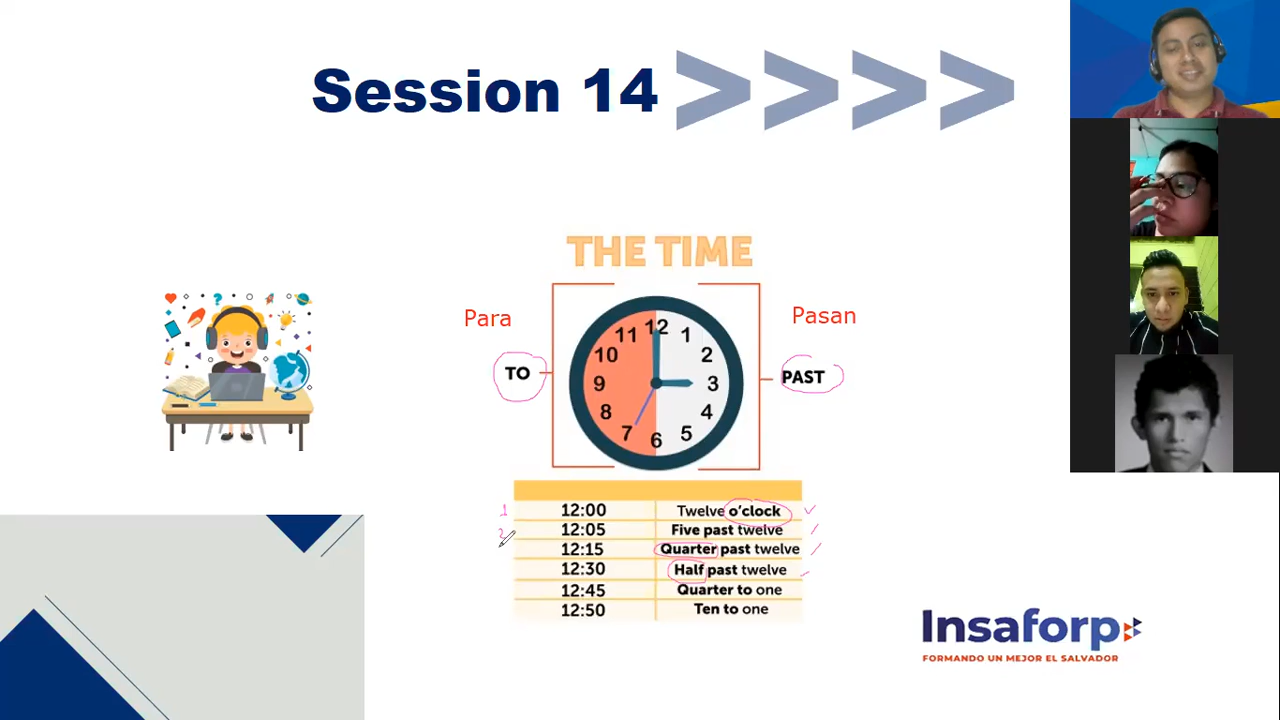 Session 14
THE TIME
Para
Pasan
TO
PAST
12
1
2
3
4
5
6
7
8
9
10
11
1 12:00 Twelve o'clock
2 12:05 Five past twelve
12:15 Quarter past twelve
12:30 Half past twelve
12:45 Quarter to one
12:50 Ten to one
Insaforp
FORMANDO UN MEJOR EL SALVADOR